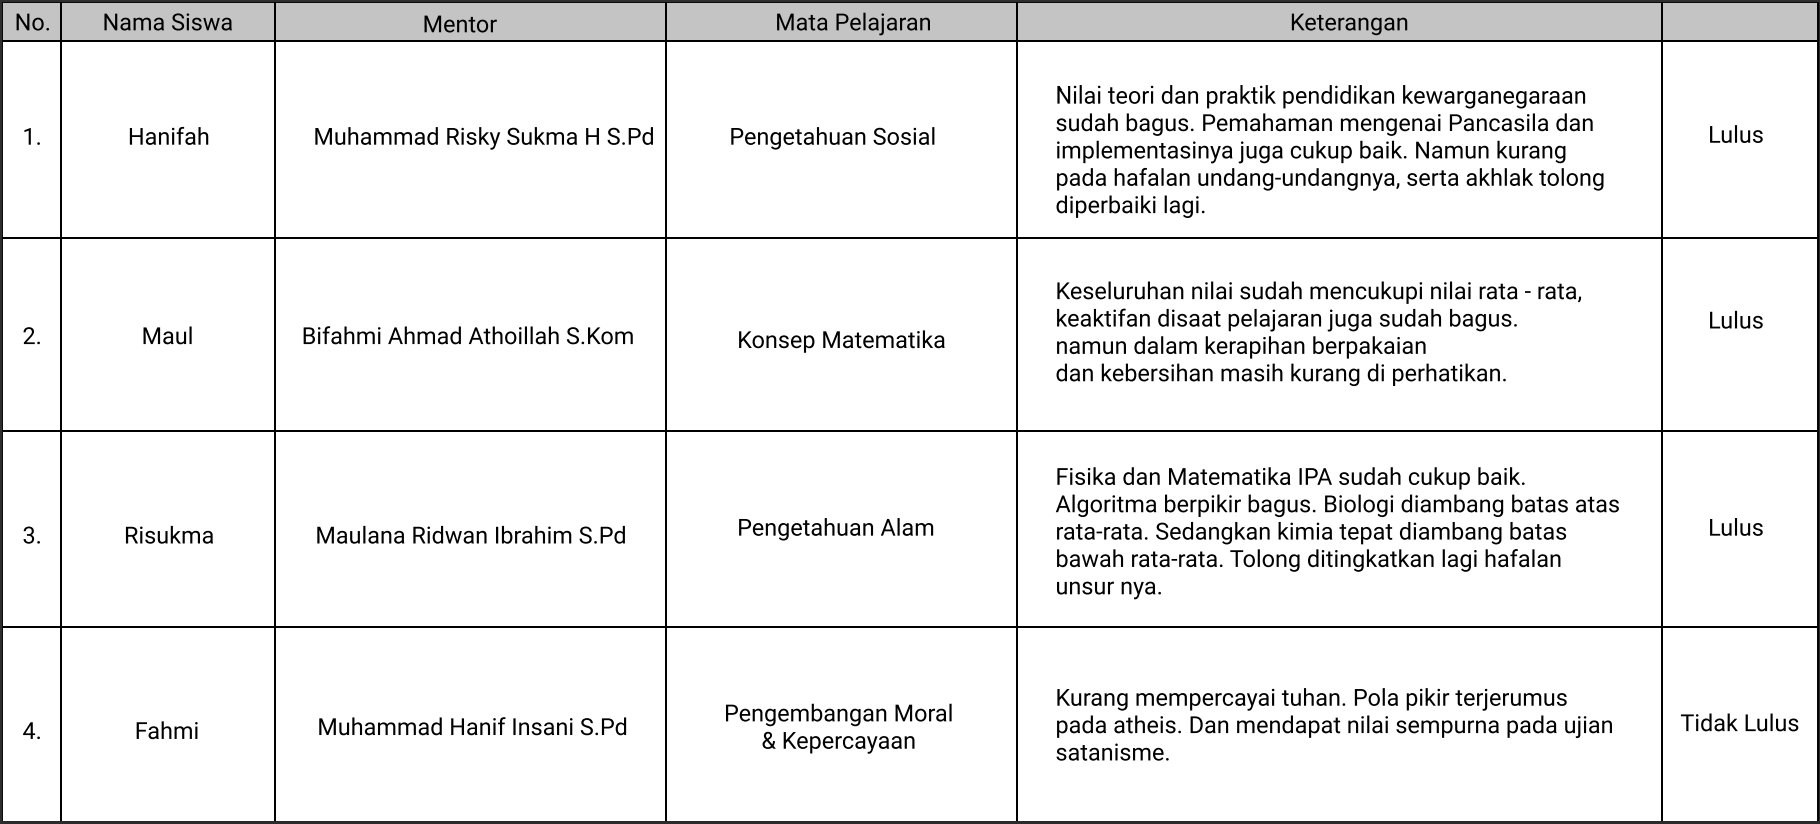 No.
Nama Siswa
Mentor
Mata Pelajaran
Keterangan
1.
Hanifah
Muhammad Risky Sukma H S.Pd
Pengetahuan Sosial
Nilai teori dan praktik pendidikan kewarganegaraan
sudah bagus. Pemahaman mengenai Pancasila dan
implementasinya juga cukup baik. Namun kurang
pada hafalan undang-undangnya, serta akhlak tolong
diperbaiki lagi.
Lulus
2.
Maul
Bifahmi Ahmad Athoillah S.Kom
Konsep Matematika
Keseluruhan nilai sudah mencukupi nilai rata - rata,
keaktifan disaat pelajaran juga sudah bagus.
namun dalam kerapihan berpakaian
dan kebersihan masih kurang di perhatikan.
Lulus
3.
Risukma
Maulana Ridwan Ibrahim S.Pd
Pengetahuan Alam
Fisika dan Matematika IPA sudah cukup baik.
Algoritma berpikir bagus. Biologi diambang batas atas
rata-rata. Sedangkan kimia tepat diambang batas
bawah rata-rata. Tolong ditingkatkan lagi hafalan
unsur nya.
Lulus
4.
Fahmi
Muhammad Hanif Insani S.Pd
Pengembangan Moral
& Kepercayaan
Kurang mempercayai tuhan. Pola pikir terjerumus
pada atheis. Dan mendapat nilai sempurna pada ujian
satanisme.
Tidak Lulus